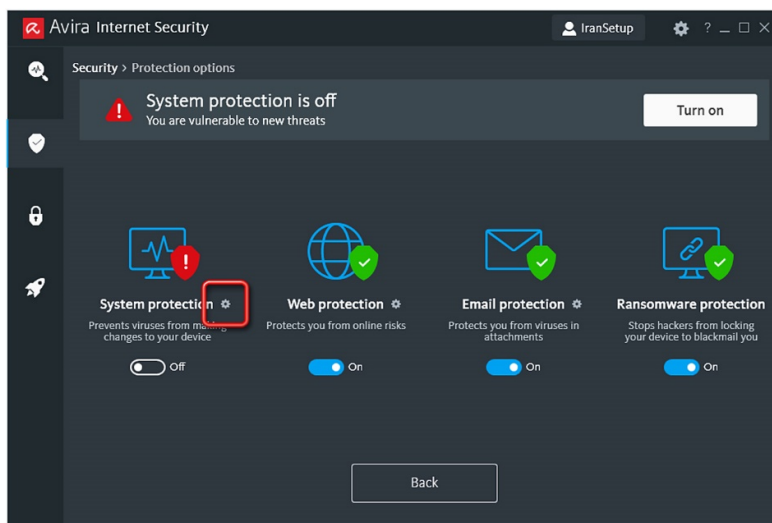 Avira Internet Security
IranSetup
?
Security > Protection options
System protection is off
You are vulnerable to new threats
Turn on
System protection
Prevents viruses from making
changes to your device
Off
Web protection
Protects you from online risks
On
Email protection
Protects you from viruses in
attachments
On
Ransomware protection
Stops hackers from locking
your device to blackmail you
On
Back